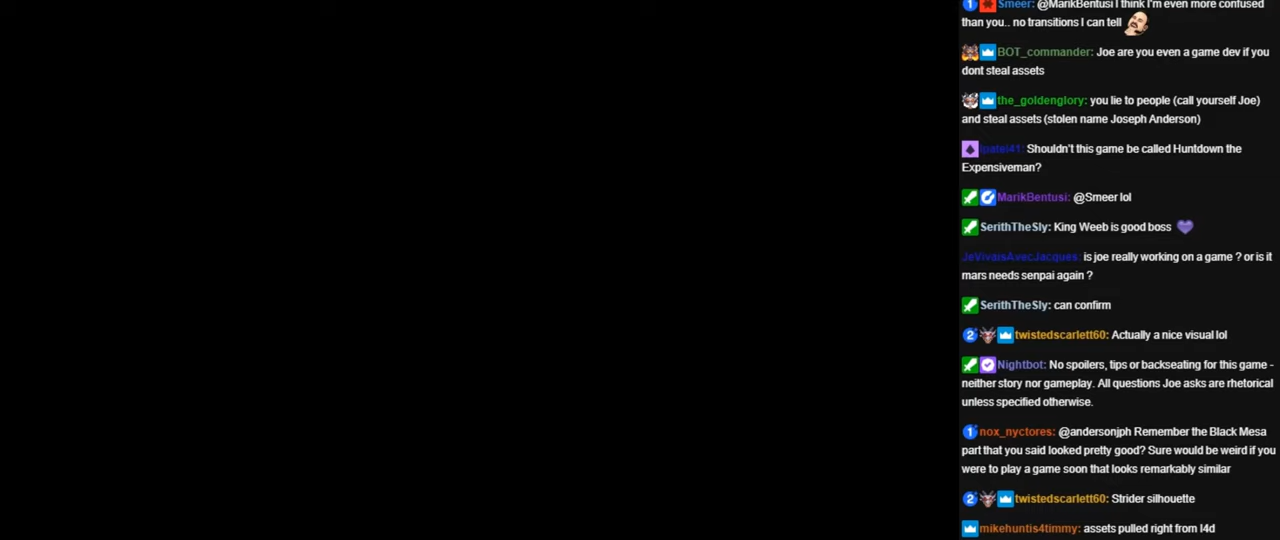 Smeer: @MarikBentusi I think I'm even more confused
than you.. no transitions I can tell
BOT_commander: Joe are you even a game dev if you
dont steal assets
the_goldenglory: you lie to people (call yourself Joe)
and steal assets (stolen name Joseph Anderson)
lpatel41: Shouldn't this game be called Huntdown the
Expensiveman?
MarikBentusi: @Smeer lol
SerithTheSly: King Weeb is good boss
JeVivaisAvecJacques: is joe really working on a game ? or is it
mars needs senpai again ?
SerithTheSly: can confirm
twistedscarlett60: Actually a nice visual lol
Nightbot: No spoilers, tips or backseating for this game -
neither story nor gameplay. All questions Joe asks are rhetorical
unless specified otherwise.
nox_nyctores: @andersonjph Remember the Black Mesa
part that you said looked pretty good? Sure would be weird if you
were to play a game soon that looks remarkably similar
twistedscarlett60: Strider silhouette
mikehuntis4timmy: assets pulled right from l4d